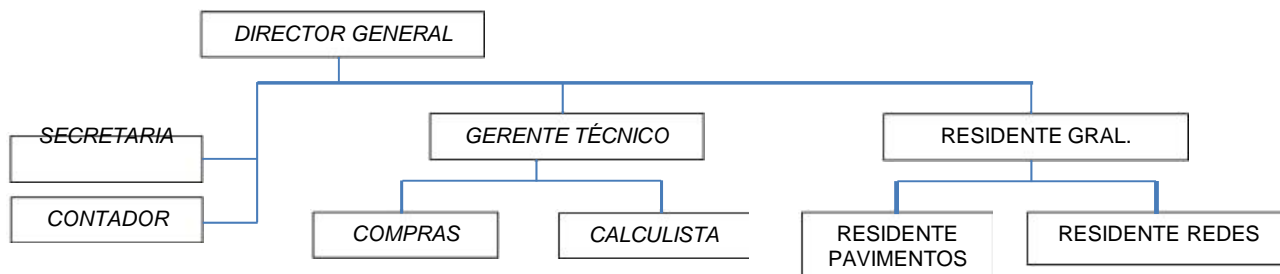 DIRECTOR GENERAL
SECRETARIA
GERENTE TÉCNICO
RESIDENTE GRAL.
CONTADOR
COMPRAS
CALCULISTA
RESIDENTE
PAVIMENTOS
RESIDENTE REDES